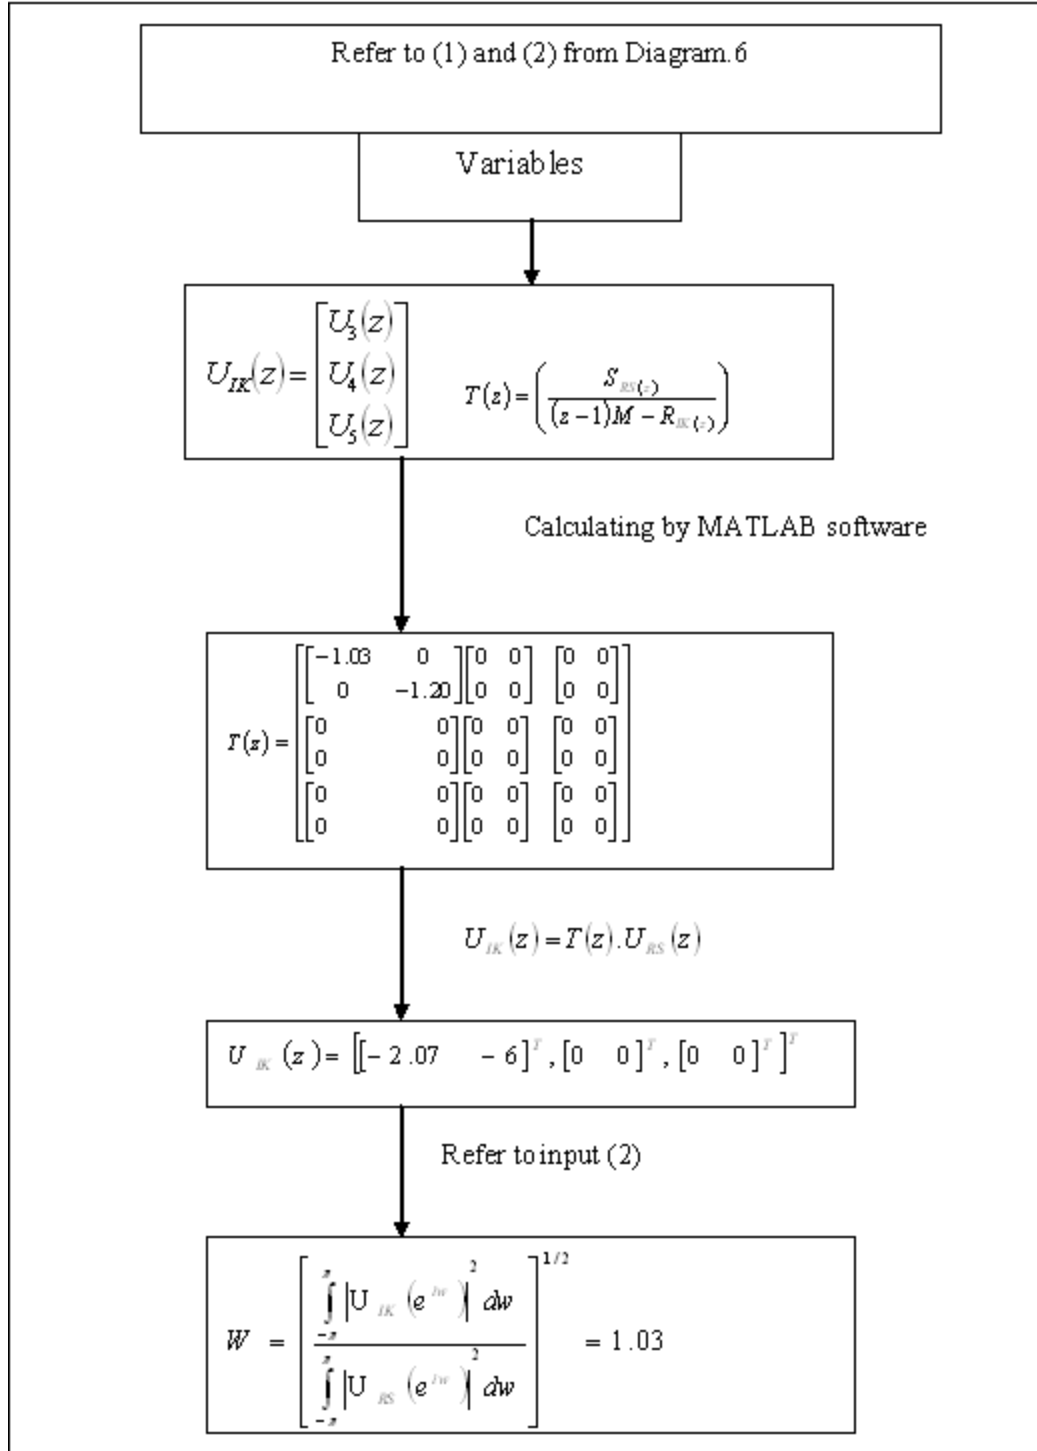 Refer to (1) and (2) from Diagram.6
Variables
U_IK(z) = [U_3(z) U_4(z) U_5(z)]  T(z) = (S_RS(z) / ((z-1)M - R_IK(z)))
Calculating by MATLAB software
T(z) = [[-1.03 0; 0 -1.20] [0 0; 0 0] [0 0; 0 0]
[0 0; 0 0] [0 0; 0 0] [0 0; 0 0]
[0 0; 0 0] [0 0; 0 0] [0 0; 0 0]]
U_IK(z) = T(z).U_RS(z)
U_IK(z) = [[-2.07 -6]^T, [0 0]^T, [0 0]^T]^T
Refer to input (2)
W = [∫_{-π}^{π} |U_IK(e^{Iw})|^2 dw / ∫_{-π}^{π} |U_RS(e^{Iw})|^2 dw]^{1/2} = 1.03